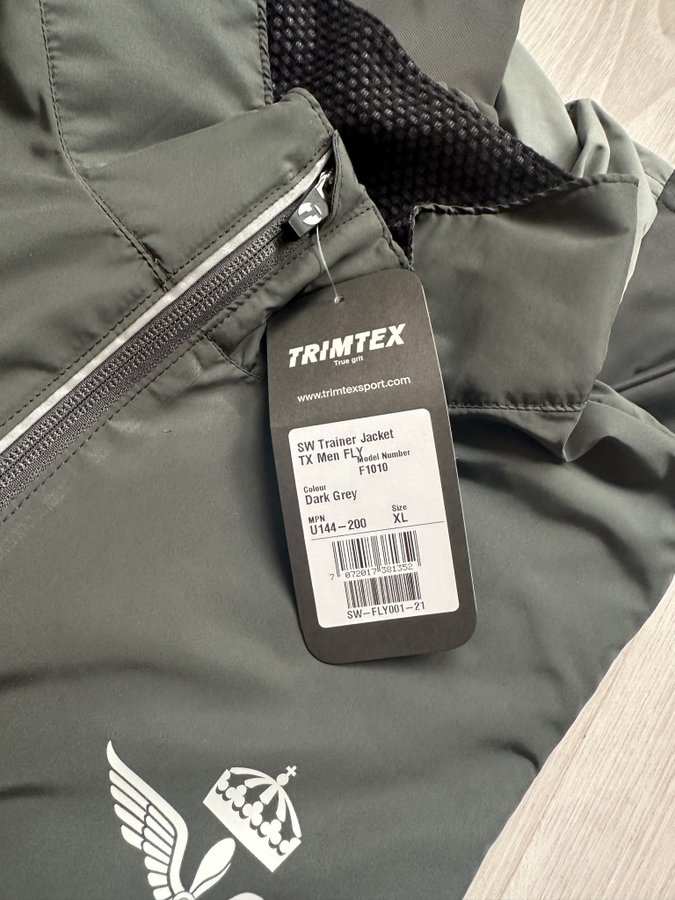 TRIMTEX
True grit
www.trimtexsport.com
SW Trainer Jacket
TX Men FLY
Model Number
F1010
Colour
Dark Grey
MPN
U144-200
Size
XL
7 072017 381352
SW-FLY001-21